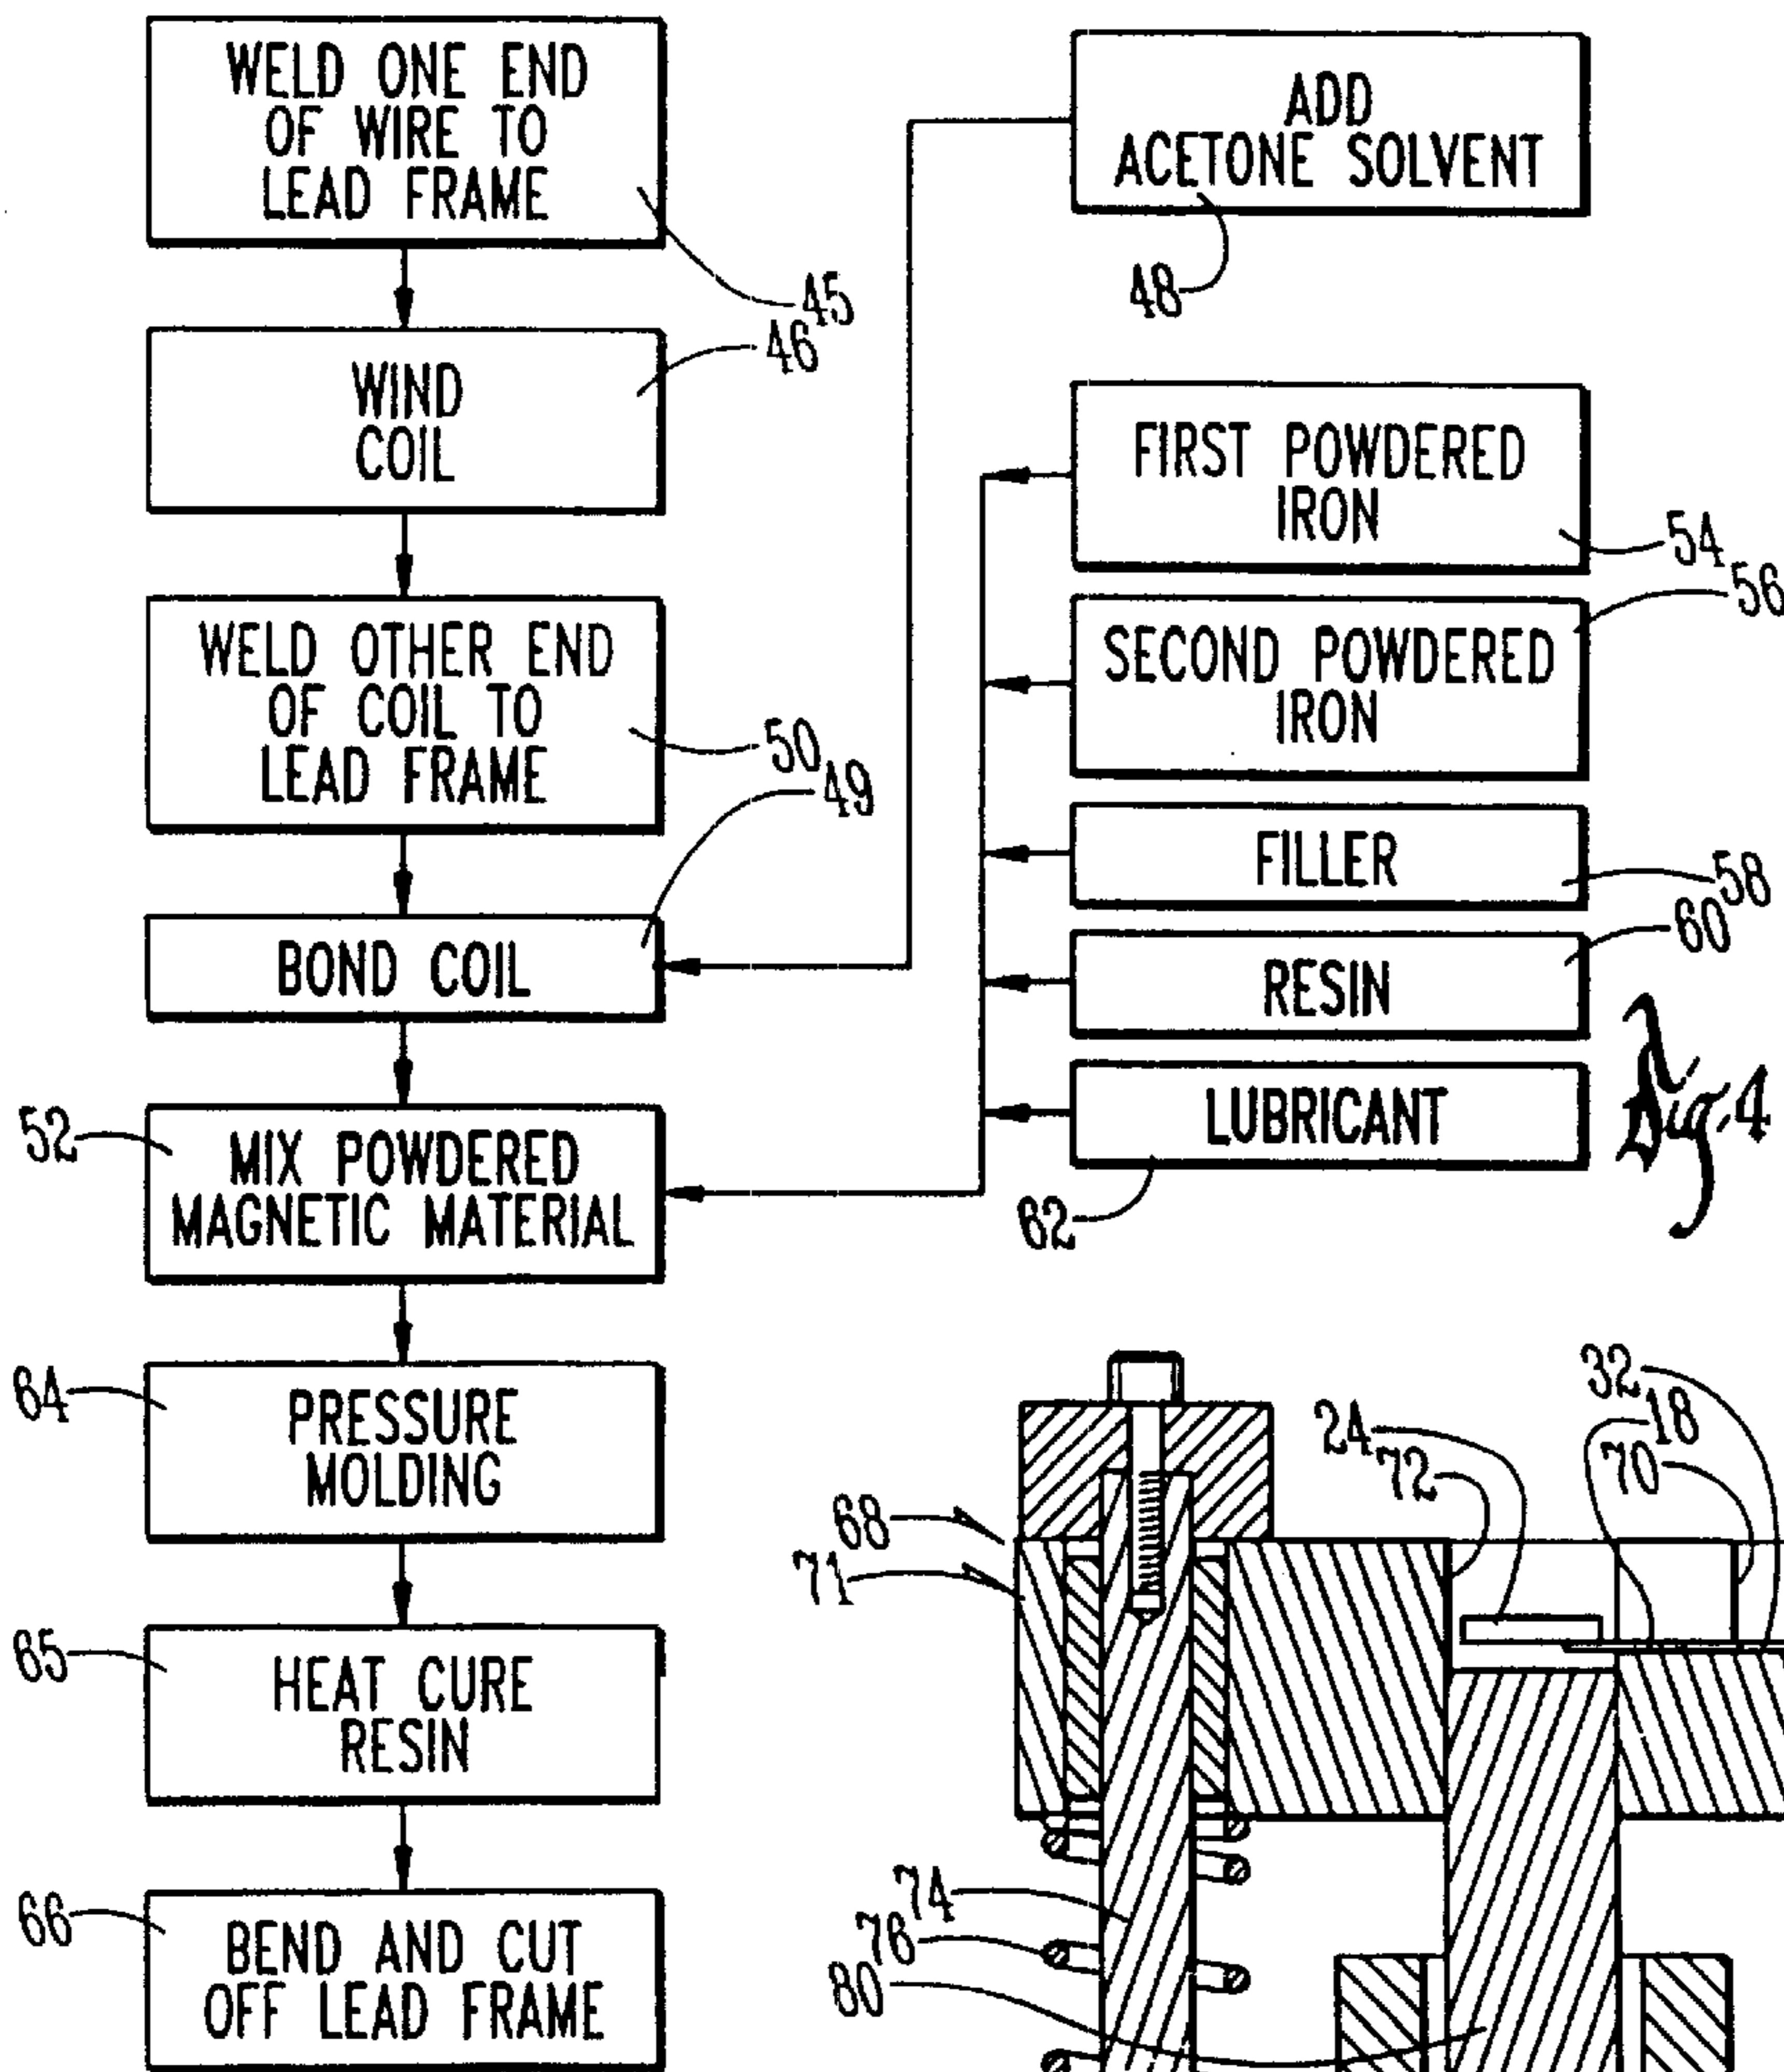 WELD ONE END
OF WIRE TO
LEAD FRAME
45
WIND
COIL
46
WELD OTHER END
OF COIL TO
LEAD FRAME
50
BOND COIL
49
52
MIX POWDERED
MAGNETIC MATERIAL
64
PRESSURE
MOLDING
65
HEAT CURE
RESIN
66
BEND AND CUT
OFF LEAD FRAME
ADD
ACETONE SOLVENT
48
FIRST POWDERED
IRON
54
SECOND POWDERED
IRON
56
FILLER
58
RESIN
60
LUBRICANT
62
Fig. 4
32
18
70
24
72
68
71
74
76
80